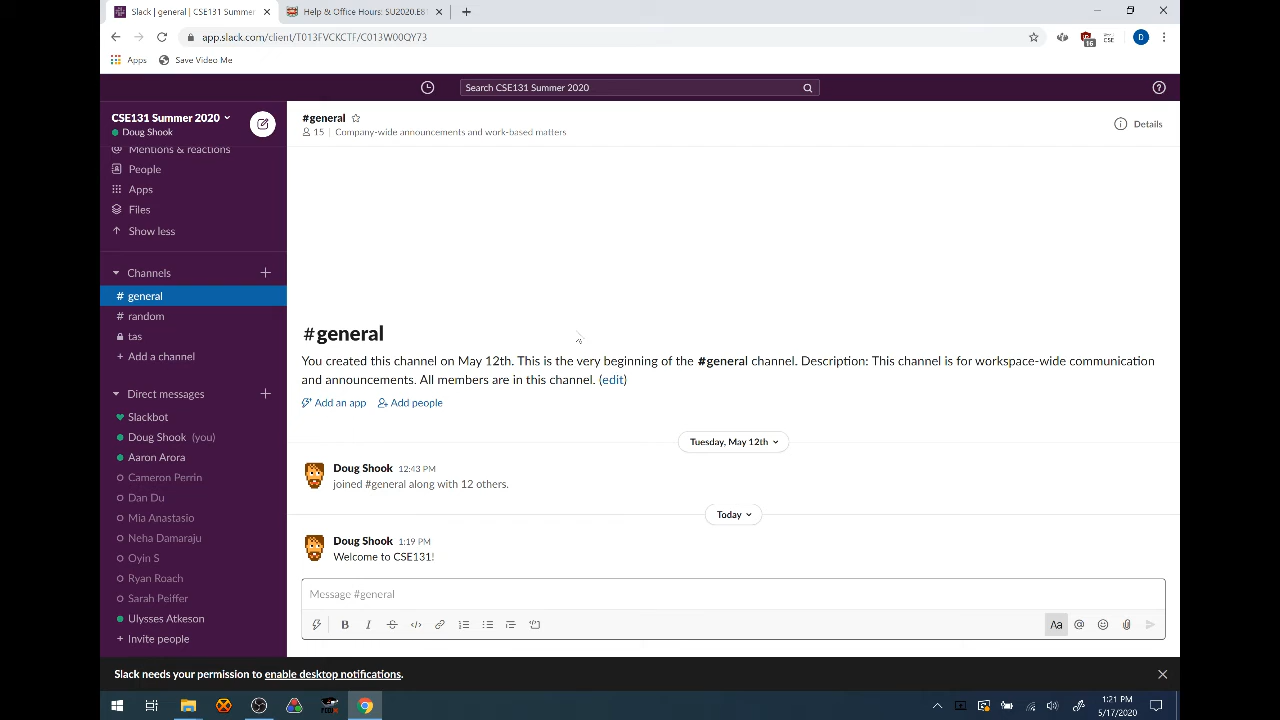 Slack | general | CSE131 Summer
Help & Office Hours: SU2020.E81
app.slack.com/client/T013FVCKCTF/C013W00QY73
16
CSE
D
Apps
Save Video Me
Search CSE131 Summer 2020
CSE131 Summer 2020
Doug Shook
Mentions & reactions
People
Apps
Files
Show less
Channels
# general
# random
tas
+ Add a channel
Direct messages
Slackbot
Doug Shook (you)
Aaron Arora
Cameron Perrin
Dan Du
Mia Anastasio
Neha Damaraju
Oyin S
Ryan Roach
Sarah Peiffer
Ulysses Atkeson
+ Invite people
#general
15 | Company-wide announcements and work-based matters
Details
#general
You created this channel on May 12th. This is the very beginning of the #general channel. Description: This channel is for workspace-wide communication
and announcements. All members are in this channel. (edit)
Add an app Add people
Tuesday, May 12th
Doug Shook 12:43 PM
joined #general along with 12 others.
Today
Doug Shook 1:19 PM
Welcome to CSE131!
Message #general
B I S </> Aa @
Slack needs your permission to enable desktop notifications.
1:21 PM
5/17/2020